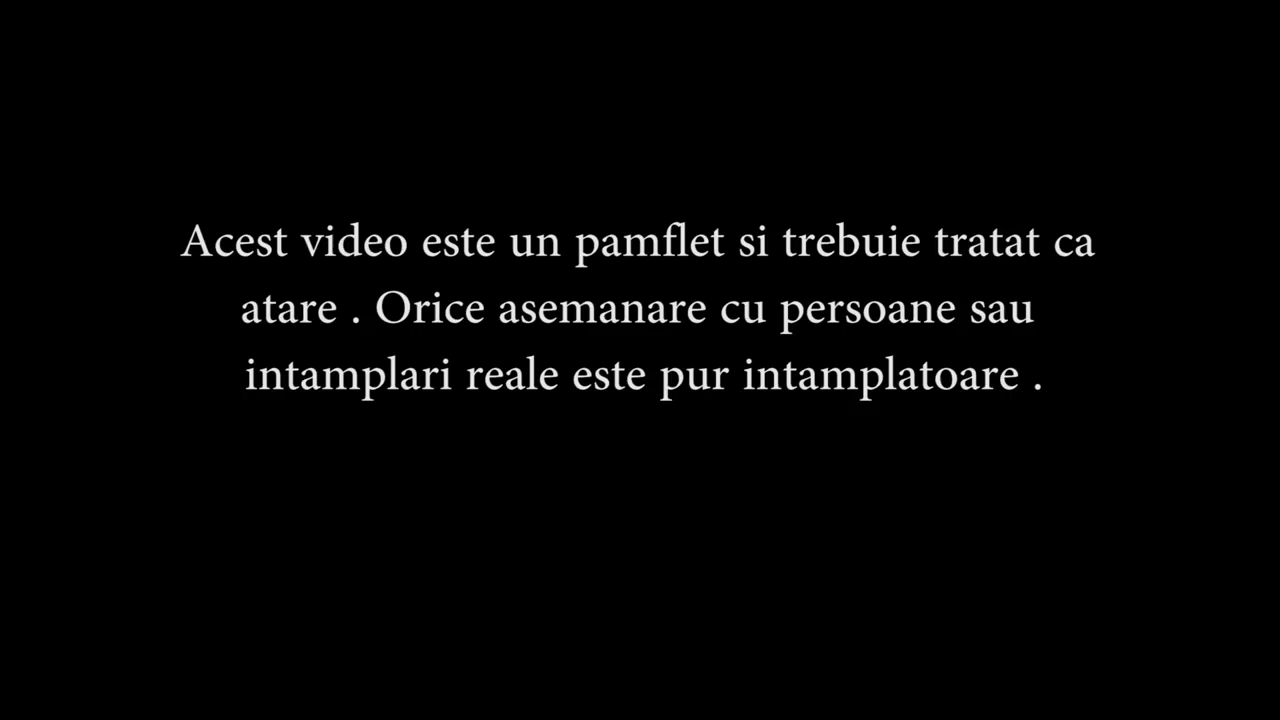 Acest video este un pamflet si trebuie tratat ca
atare . Orice asemanare cu persoane sau
intamplari reale este pur intamplatoare .